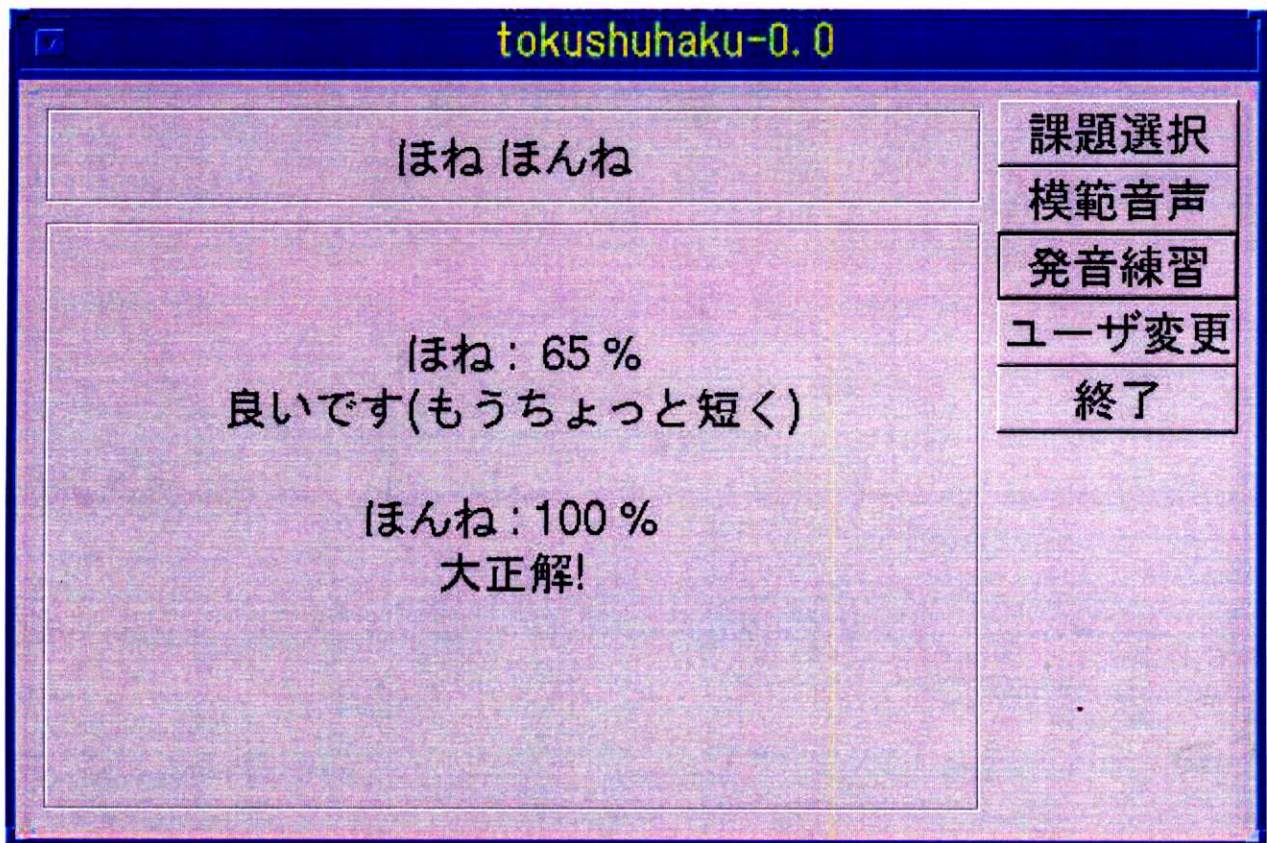 tokushuhaku-0.0
ほね ほんね
ほね : 65 %
良いです(もうちょっと短く)
ほんね : 100 %
大正解!
課題選択
模範音声
発音練習
ユーザ変更
終了